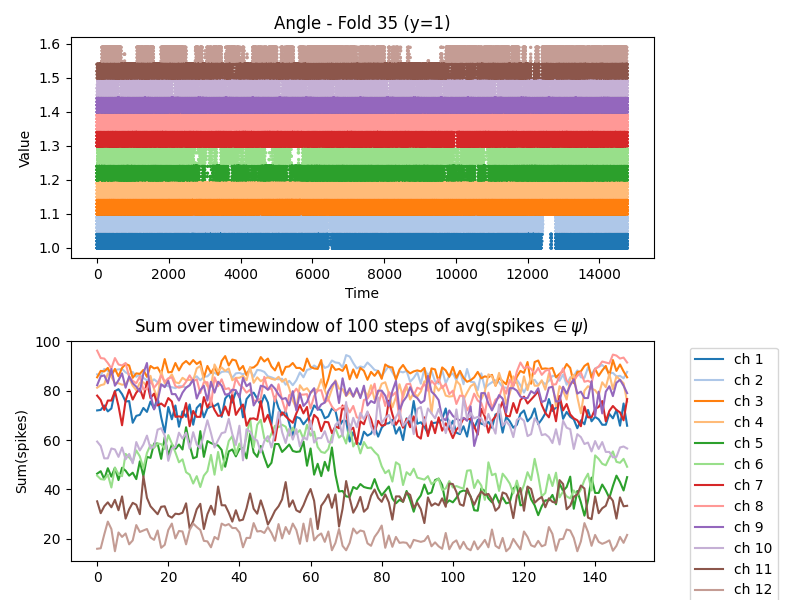 Angle - Fold 35 (y=1)
1.6
1.5
1.4
1.3
1.2
1.1
1.0
Value
0 2000 4000 6000 8000 10000 12000 14000
Time
Sum over timewindow of 100 steps of avg(spikes ∈ψ)
100
80
60
40
20
Sum(spikes)
0 20 40 60 80 100 120 140
ch 1
ch 2
ch 3
ch 4
ch 5
ch 6
ch 7
ch 8
ch 9
ch 10
ch 11
ch 12